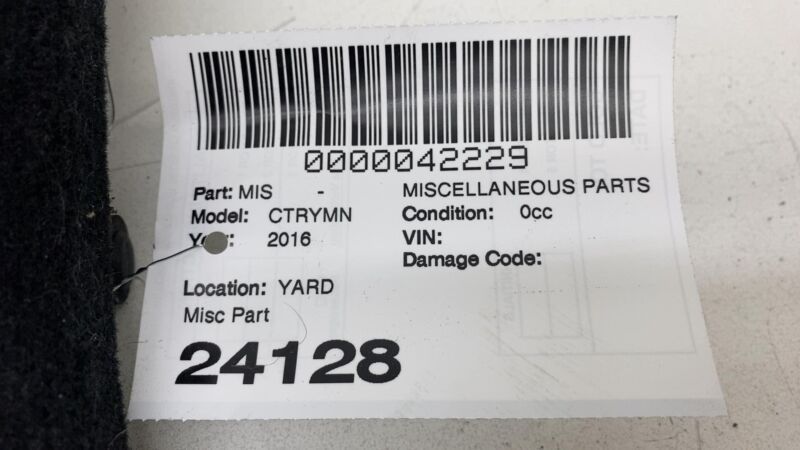 0000042229
Part: MIS - MISCELLANEOUS PARTS
Model: CTRYMN Condition: 0cc
2016 VIN:
Damage Code:
Location: YARD
Misc Part
24128